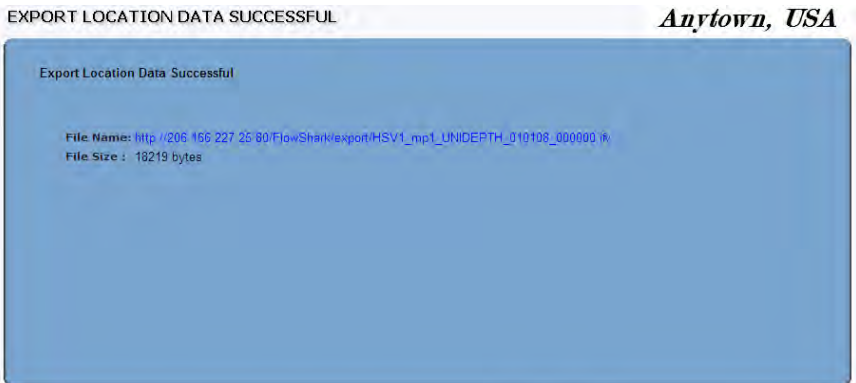 EXPORT LOCATION DATA SUCCESSFUL
Anytown, USA
Export Location Data Successful
File Name: http://206.166.227.25:80/FlowShark/export/HSV1_mp1_UNIDEPTH_010108_000000.ifk
File Size : 18219 bytes